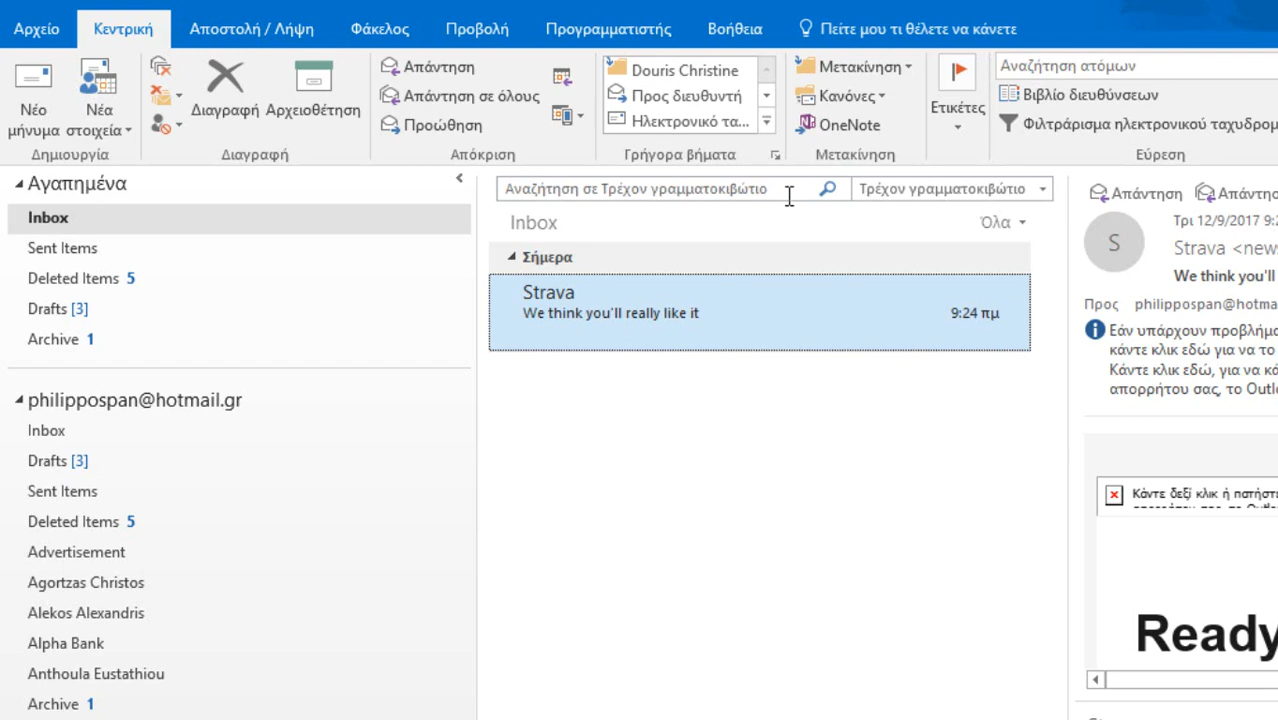 Αρχείο
Κεντρική
Αποστολή / Λήψη
Φάκελος
Προβολή
Προγραμματιστής
Βοήθεια
Πείτε μου τι θέλετε να κάνετε
Νέο μήνυμα
Νέα στοιχεία
Δημιουργία
Διαγραφή
Αρχειοθέτηση
Διαγραφή
Απάντηση
Απάντηση σε όλους
Προώθηση
Απόκριση
Douris Christine
Προς διευθυντή
Ηλεκτρονικό τα...
Γρήγορα βήματα
Μετακίνηση
Κανόνες
OneNote
Μετακίνηση
Ετικέτες
Αναζήτηση ατόμων
Βιβλίο διευθύνσεων
Φιλτράρισμα ηλεκτρονικού ταχυδρομ
Εύρεση
Αγαπημένα
Inbox
Sent Items
Deleted Items 5
Drafts [3]
Archive 1
philippospan@hotmail.gr
Inbox
Drafts [3]
Sent Items
Deleted Items 5
Advertisement
Agortzas Christos
Alekos Alexandris
Alpha Bank
Anthoula Eustathiou
Archive 1
Αναζήτηση σε Τρέχον γραμματοκιβώτιο
Τρέχον γραμματοκιβώτιο
Inbox
Όλα
Σήμερα
Strava
We think you'll really like it 9:24 πμ
Απάντηση Απάντησ
S
Τρι 12/9/2017 9:2
Strava <new
We think you'll
Προς philippospan@hotma
Εάν υπάρχουν προβλήμα
κάντε κλικ εδώ για να το
Κάντε κλικ εδώ, για να κά
απορρήτου σας, το Outlo
Κάντε δεξί κλικ ή πατήστε
Ready